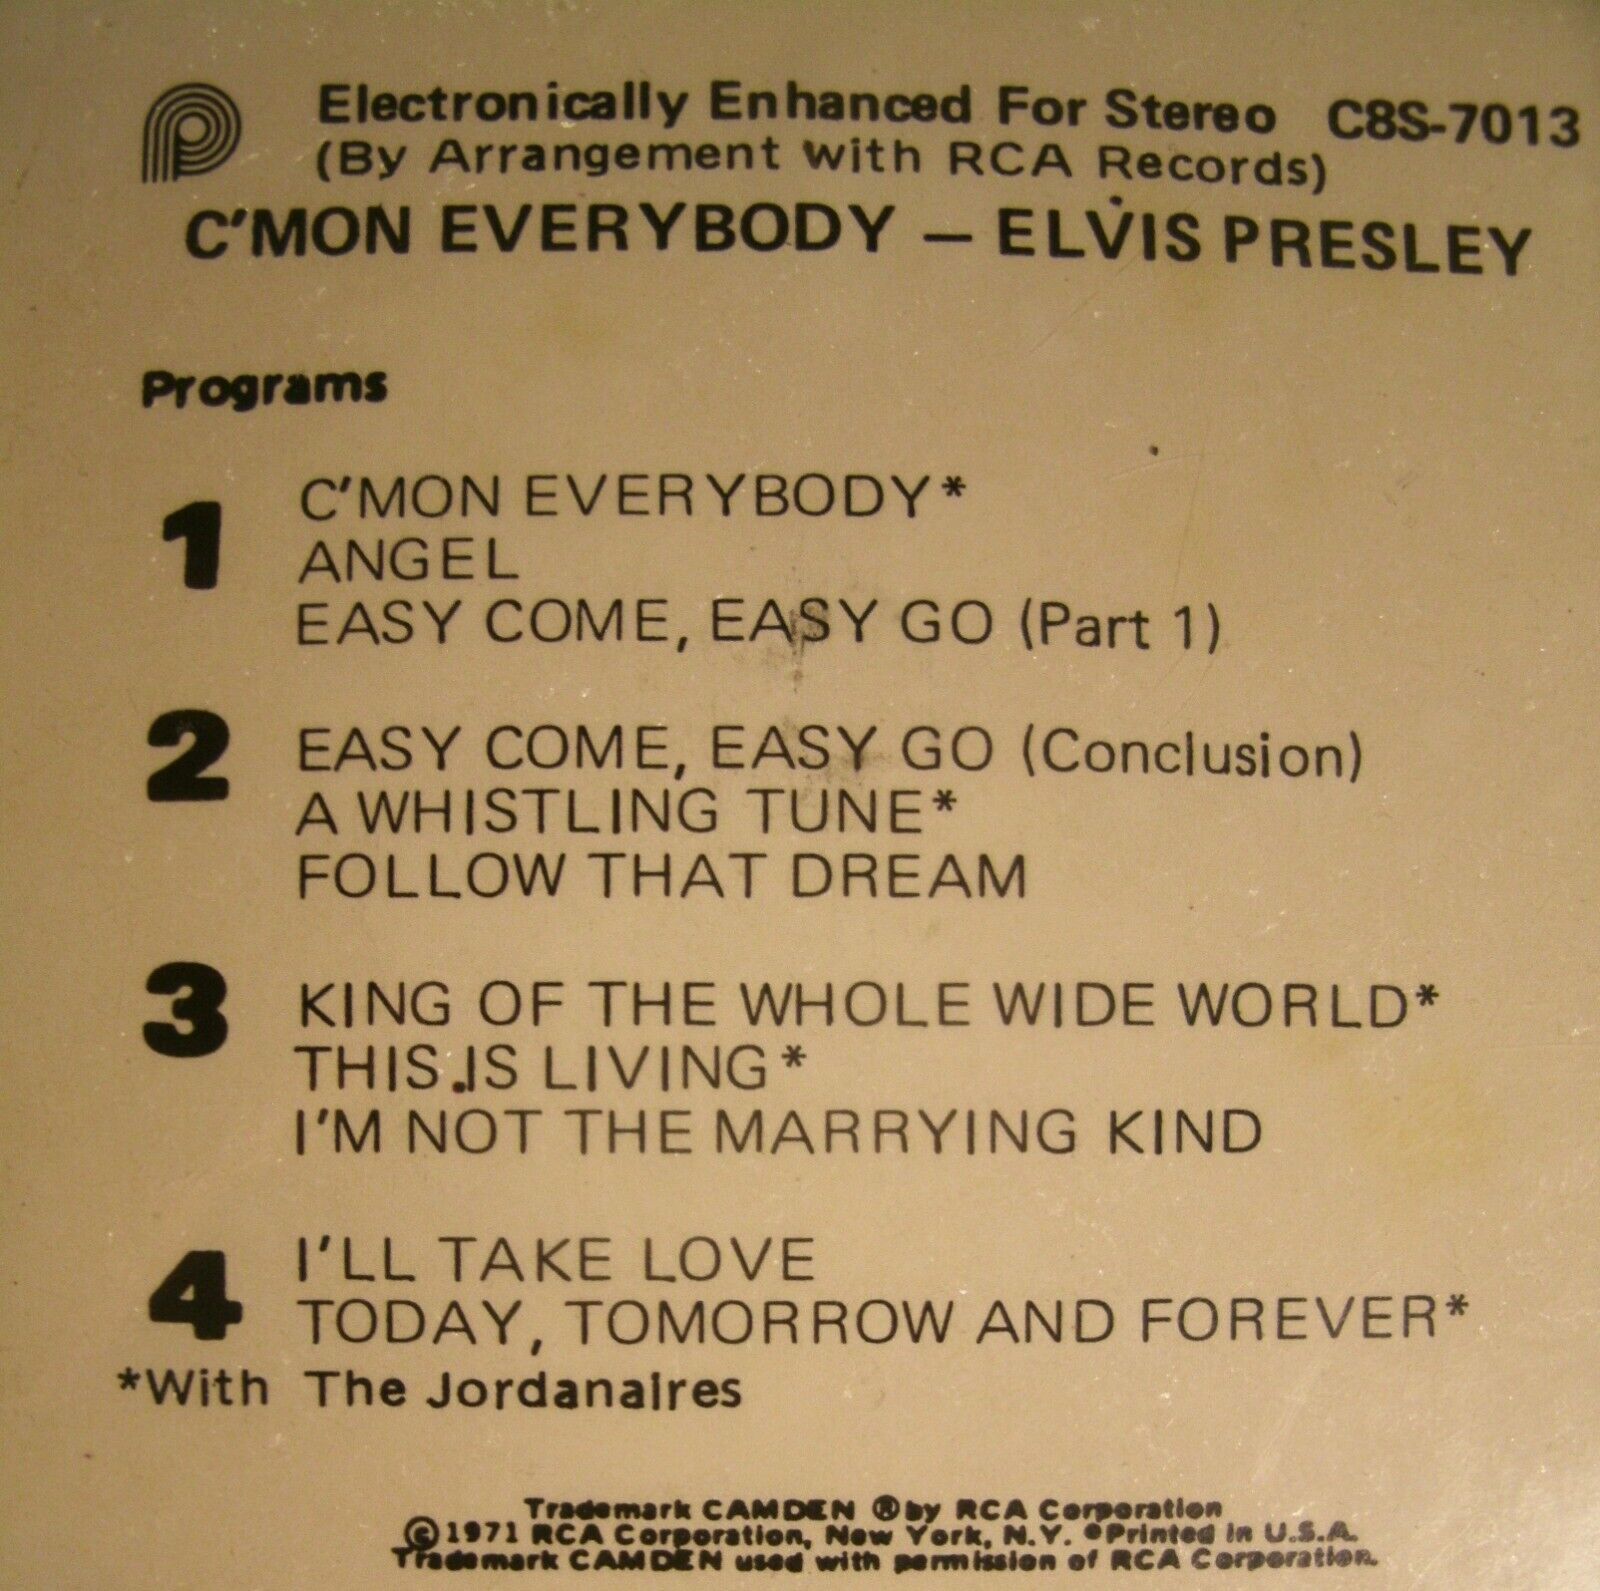 Electronically Enhanced For Stereo C8S-7013
(By Arrangement with RCA Records)
C'MON EVERYBODY — ELVIS PRESLEY
Programs
1
C'MON EVERYBODY*
ANGEL
EASY COME, EASY GO (Part 1)
2
EASY COME, EASY GO (Conclusion)
A WHISTLING TUNE*
FOLLOW THAT DREAM
3
KING OF THE WHOLE WIDE WORLD*
THIS IS LIVING*
I'M NOT THE MARRYING KIND
4
I'LL TAKE LOVE
TODAY, TOMORROW AND FOREVER*
*With The Jordanaires
Trademark CAMDEN ® by RCA Corporation
©1971 RCA Corporation, New York, N.Y. ●Printed in U.S.A.
Trademark CAMDEN used with permission of RCA Corporation.